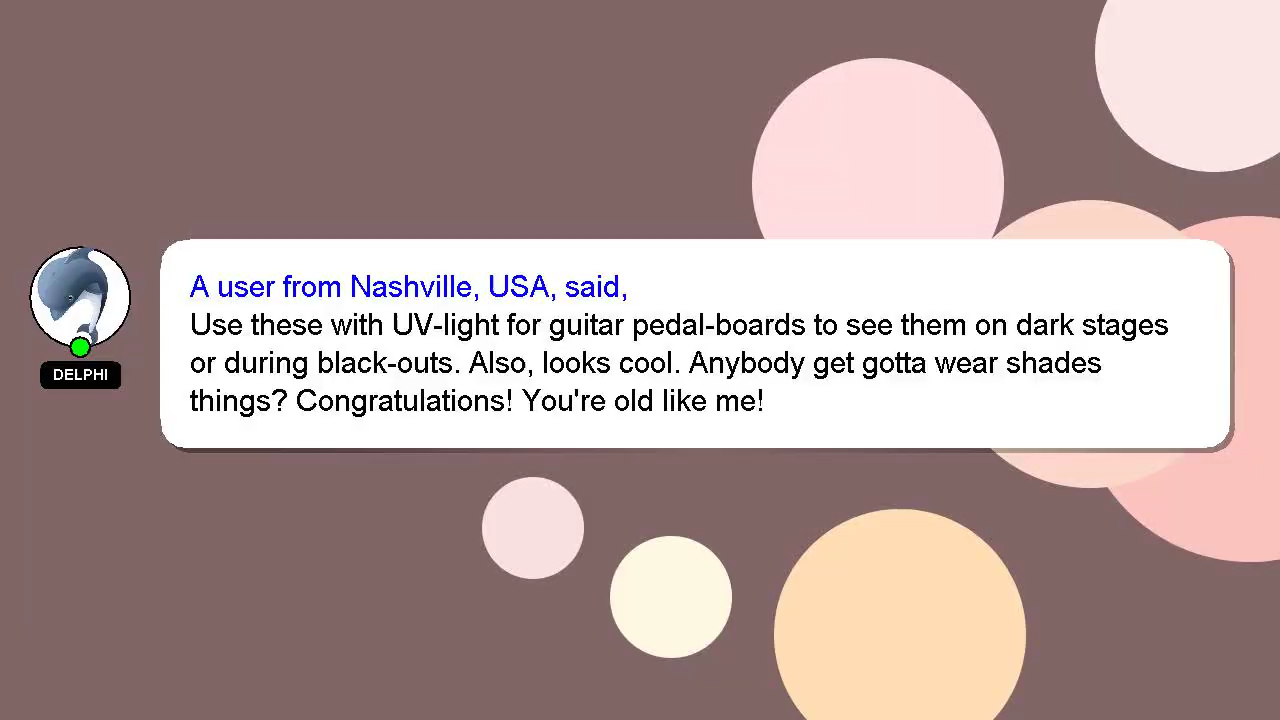 A user from Nashville, USA, said,
Use these with UV-light for guitar pedal-boards to see them on dark stages
or during black-outs. Also, looks cool. Anybody get gotta wear shades
things? Congratulations! You're old like me!
DELPHI